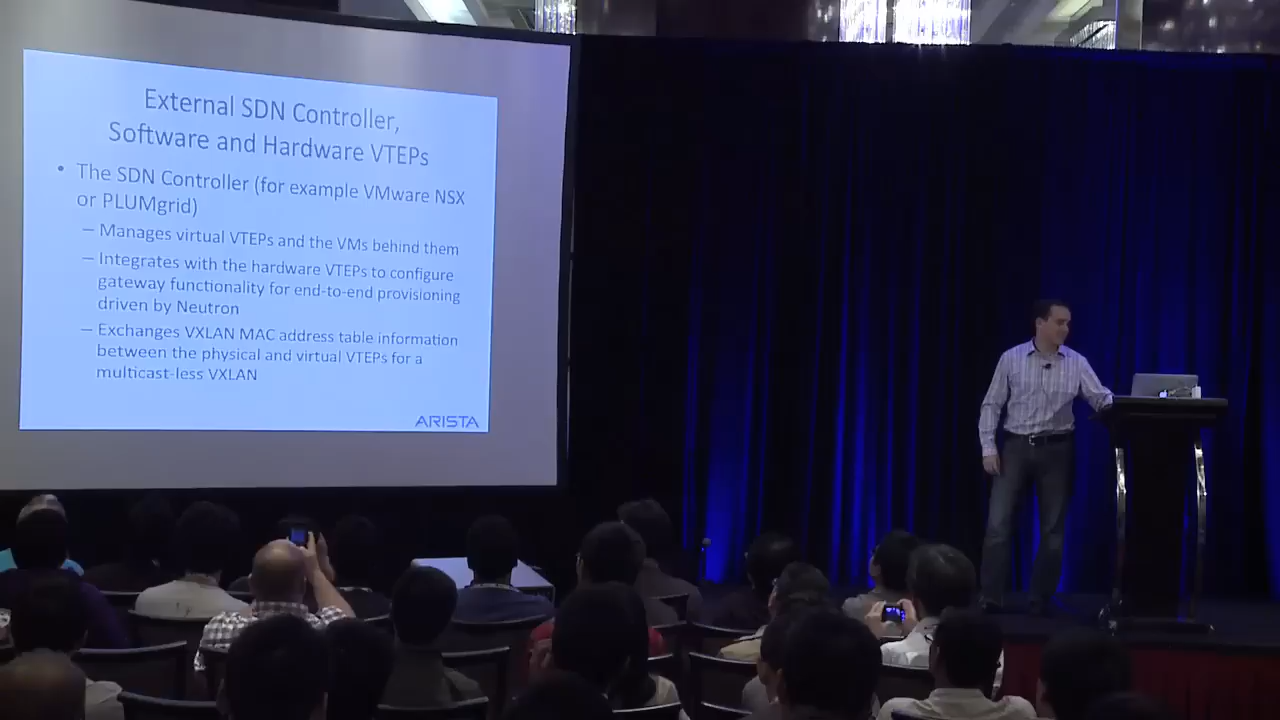 External SDN Controller,
Software and Hardware VTEPs
• The SDN Controller (for example VMware NSX
or PLUMgrid)
– Manages virtual VTEPs and the VMs behind them
– Integrates with the hardware VTEPs to configure
gateway functionality for end-to-end provisioning
driven by Neutron
– Exchanges VXLAN MAC address table information
between the physical and virtual VTEPs for a
multicast-less VXLAN
ARISTA